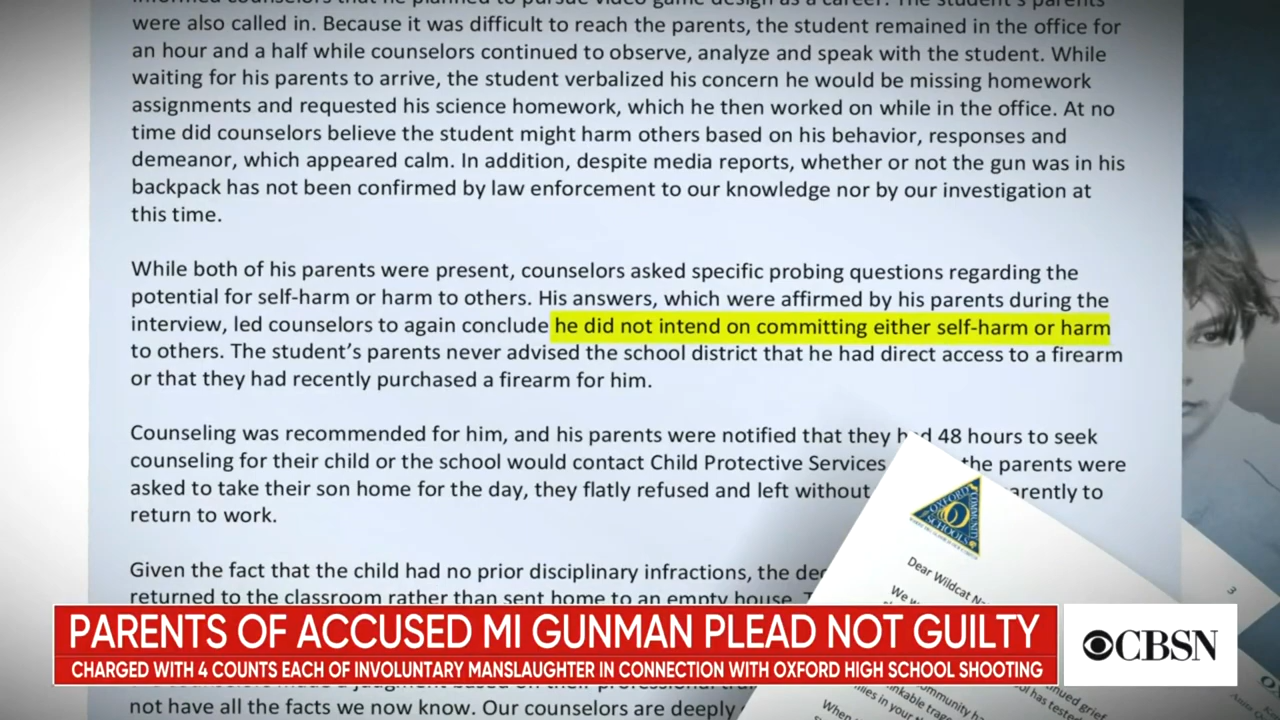 informed counselors that he planned to pursue video game design as a career. The student's parents
were also called in. Because it was difficult to reach the parents, the student remained in the office for
an hour and a half while counselors continued to observe, analyze and speak with the student. While
waiting for his parents to arrive, the student verbalized his concern he would be missing homework
assignments and requested his science homework, which he then worked on while in the office. At no
time did counselors believe the student might harm others based on his behavior, responses and
demeanor, which appeared calm. In addition, despite media reports, whether or not the gun was in his
backpack has not been confirmed by law enforcement to our knowledge nor by our investigation at
this time.
While both of his parents were present, counselors asked specific probing questions regarding the
potential for self-harm or harm to others. His answers, which were affirmed by his parents during the
interview, led counselors to again conclude he did not intend on committing either self-harm or harm
to others. The student's parents never advised the school district that he had direct access to a firearm
or that they had recently purchased a firearm for him.
Counseling was recommended for him, and his parents were notified that they had 48 hours to seek
counseling for their child or the school would contact Child Protective Services the parents were
asked to take their son home for the day, they flatly refused and left without arently to
return to work.
Given the fact that the child had no prior disciplinary infractions, the dec
returned to the classroom rather than sent home to an empty house.
not have all the facts we now know. Our counselors are deeply
OXFORD COMMUNITY SCHOOLS
Dear Wildcat
We w
3
PARENTS OF ACCUSED MI GUNMAN PLEAD NOT GUILTY
CHARGED WITH 4 COUNTS EACH OF INVOLUNTARY MANSLAUGHTER IN CONNECTION WITH OXFORD HIGH SCHOOL SHOOTING
CBSN
nued grief
ommunity
When